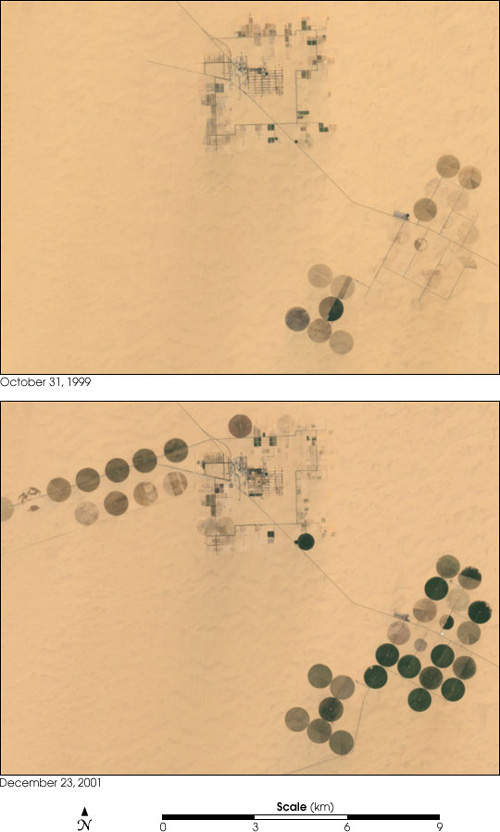 October 31, 1999
December 23, 2001
Scale (km)
N
0 3 6 9